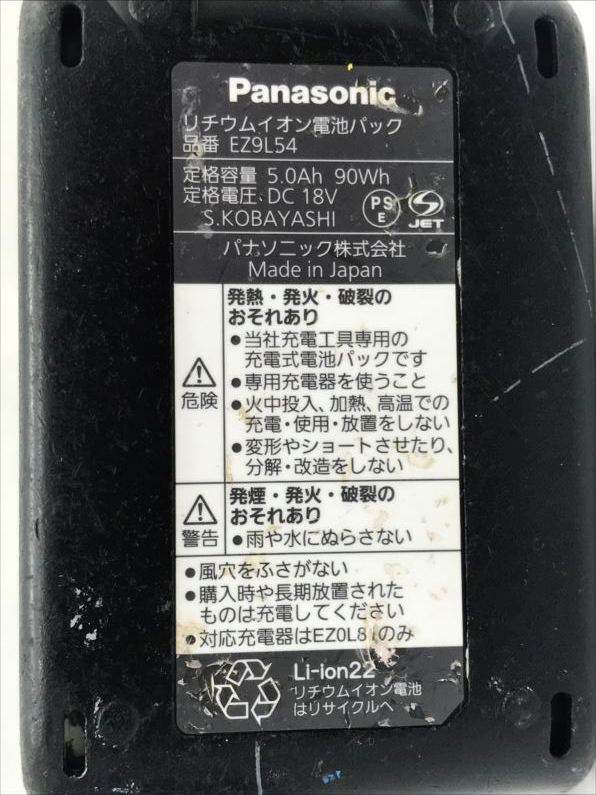 Panasonic
リチウムイオン電池パック
品番 EZ9L54
定格容量 5.0Ah 90Wh
定格電圧 DC 18V
S.KOBAYASHI
PS
E
JET
パナソニック株式会社
Made in Japan
発熱・発火・破裂の
おそれあり
危険
●当社充電工具専用の
充電式電池パックです
●専用充電器を使うこと
●火中投入、加熱、高温での
充電・使用・放置をしない
●変形やショートさせたり、
分解・改造をしない
発煙・発火・破裂の
おそれあり
警告
●雨や水にぬらさない
●風穴をふさがない
●購入時や長期放置された
ものは充電してください
●対応充電器はEZ0L81のみ
Li-ion22
リチウムイオン電池
はリサイクルへ